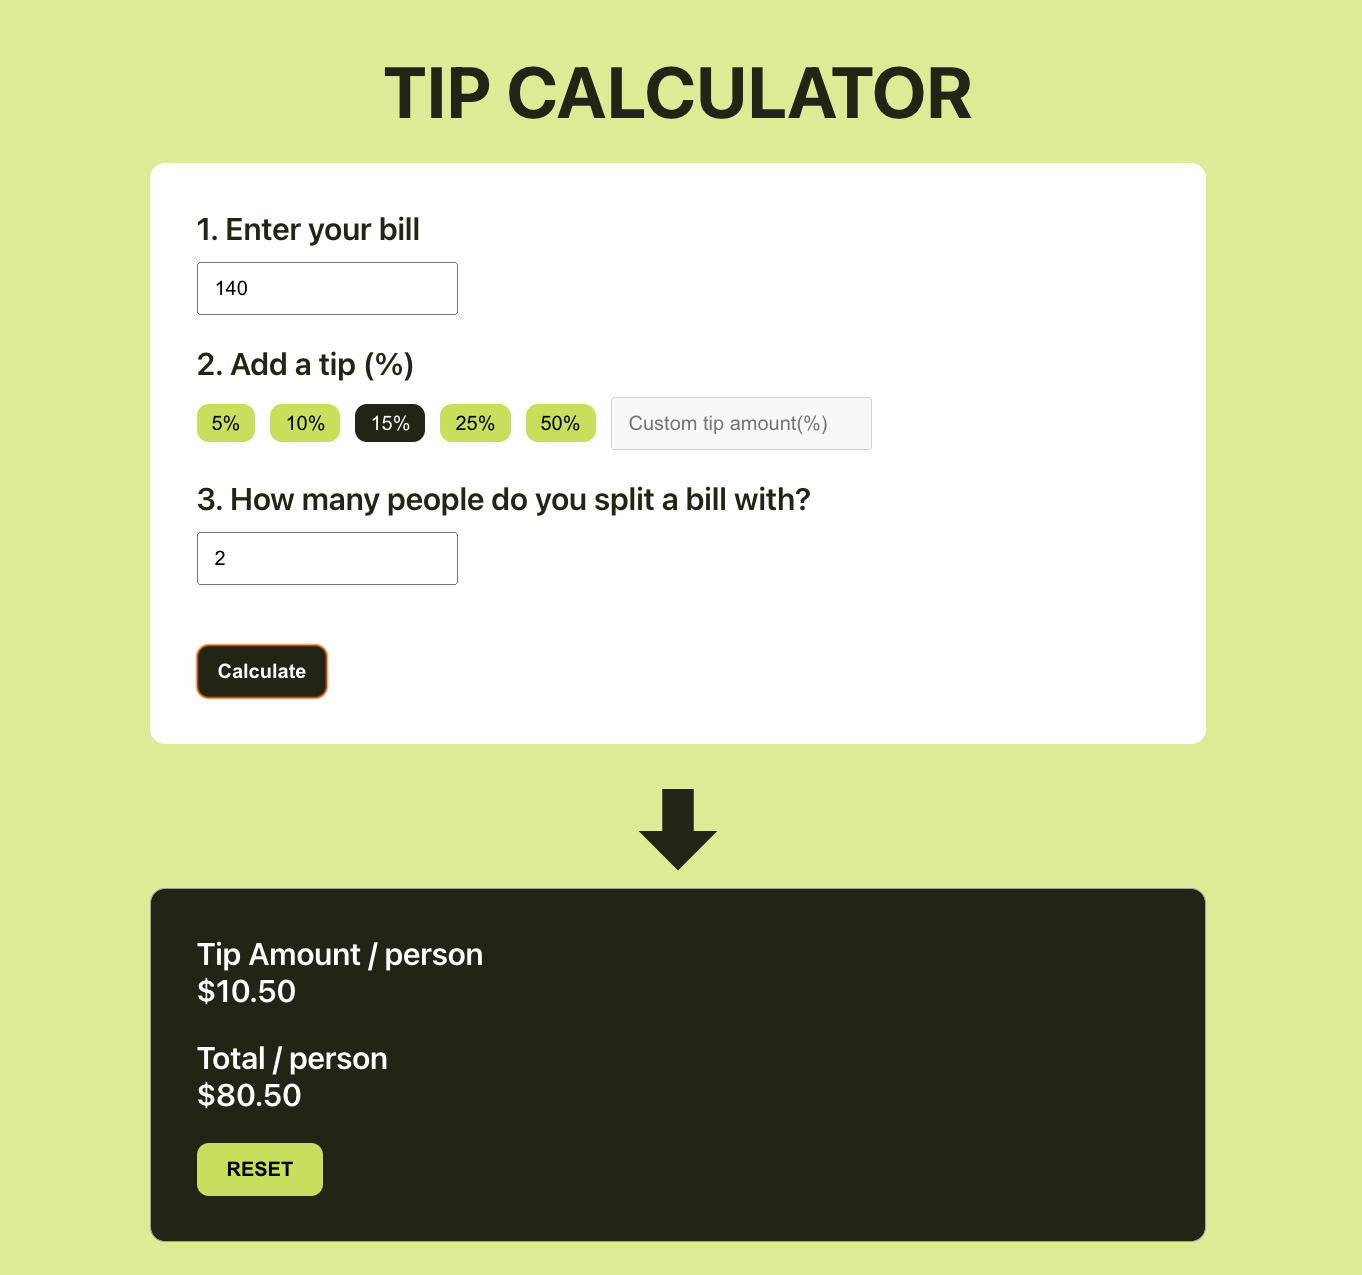 TIP CALCULATOR
1. Enter your bill
140
2. Add a tip (%)
5% 10% 15% 25% 50% Custom tip amount(%)
3. How many people do you split a bill with?
2
Calculate
Tip Amount / person
$10.50
Total / person
$80.50
RESET